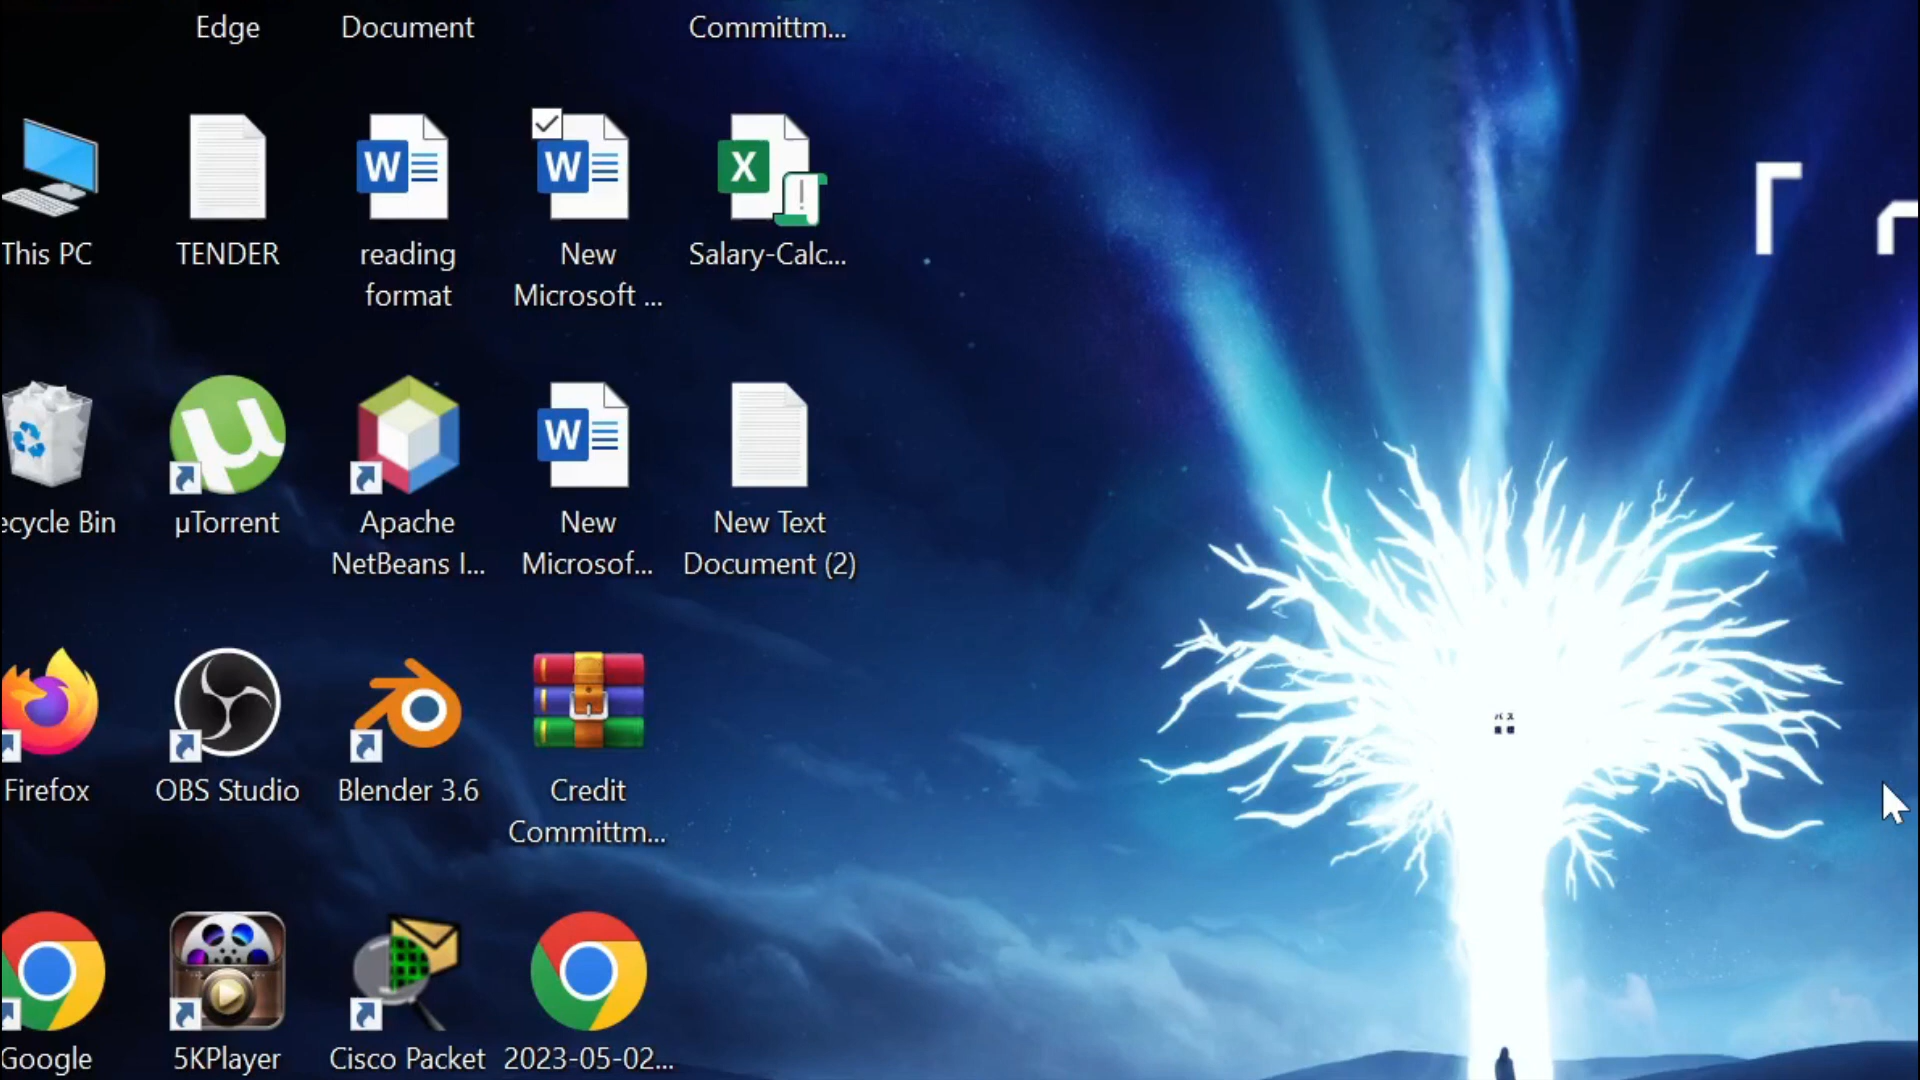 Edge
Document
Committm...
This PC
TENDER
reading
format
New
Microsoft ...
Salary-Calc...
ecycle Bin
µTorrent
Apache
NetBeans I...
New
Microsof...
New Text
Document (2)
Firefox
OBS Studio
Blender 3.6
Credit
Committm...
Google
5KPlayer
Cisco Packet
2023-05-02...